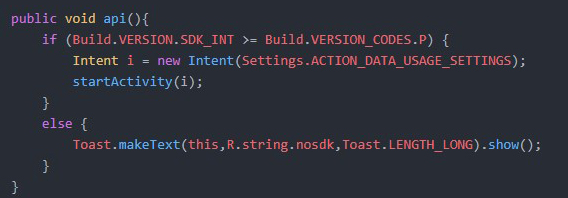 public void api(){
    if (Build.VERSION.SDK_INT >= Build.VERSION_CODES.P) {
        Intent i = new Intent(Settings.ACTION_DATA_USAGE_SETTINGS);
        startActivity(i);
    }
    else {
        Toast.makeText(this,R.string.nosdk,Toast.LENGTH_LONG).show();
    }
}